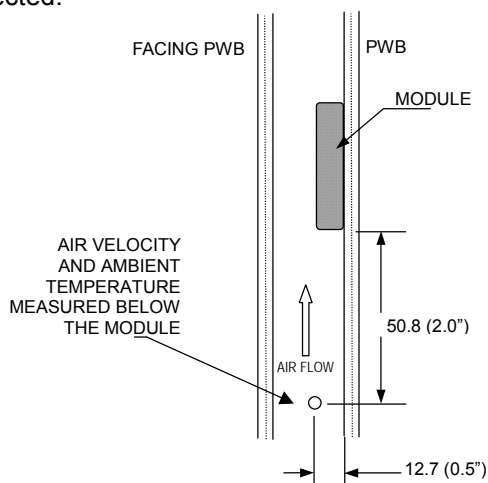 ected.
FACING PWB
PWB
MODULE
AIR VELOCITY
AND AMBIENT
TEMPERATURE
MEASURED BELOW
THE MODULE
AIR FLOW
50.8 (2.0”)
12.7 (0.5”)